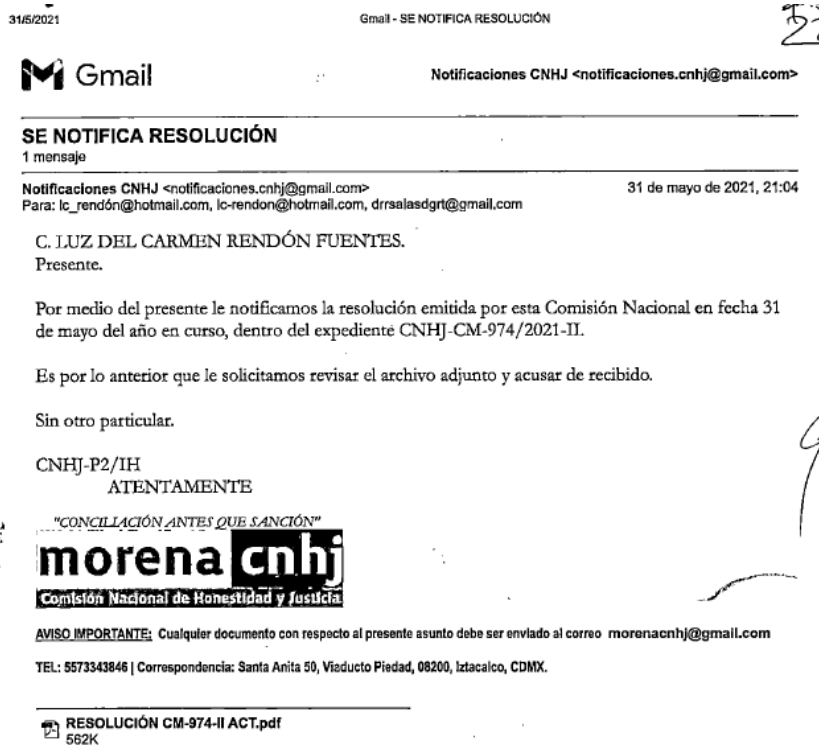 31/5/2021
Gmail - SE NOTIFICA RESOLUCIÓN
Gmail
Notificaciones CNHJ <notificaciones.cnhj@gmail.com>
SE NOTIFICA RESOLUCIÓN
1 mensaje
Notificaciones CNHJ <notificaciones.cnhj@gmail.com>
31 de mayo de 2021, 21:04
Para: lc_rendón@hotmail.com, lc-rendon@hotmail.com, drrsalasdgrt@gmail.com
C. LUZ DEL CARMEN RENDÓN FUENTES.
Presente.
Por medio del presente le notificamos la resolución emitida por esta Comisión Nacional en fecha 31
de mayo del año en curso, dentro del expediente CNHJ-CM-974/2021-II.
Es por lo anterior que le solicitamos revisar el archivo adjunto y acusar de recibido.
Sin otro particular.
CNHJ-P2/IH
ATENTAMENTE
"CONCILIACIÓN ANTES QUE SANCIÓN"
morena cnhj
Comisión Nacional de Honestidad y Justicia
AVISO IMPORTANTE: Cualquier documento con respecto al presente asunto debe ser enviado al correo morenacnhj@gmail.com
TEL: 5573343846 | Correspondencia: Santa Anita 50, Viaducto Piedad, 08200, Iztacalco, CDMX.
RESOLUCIÓN CM-974-II ACT.pdf
562K